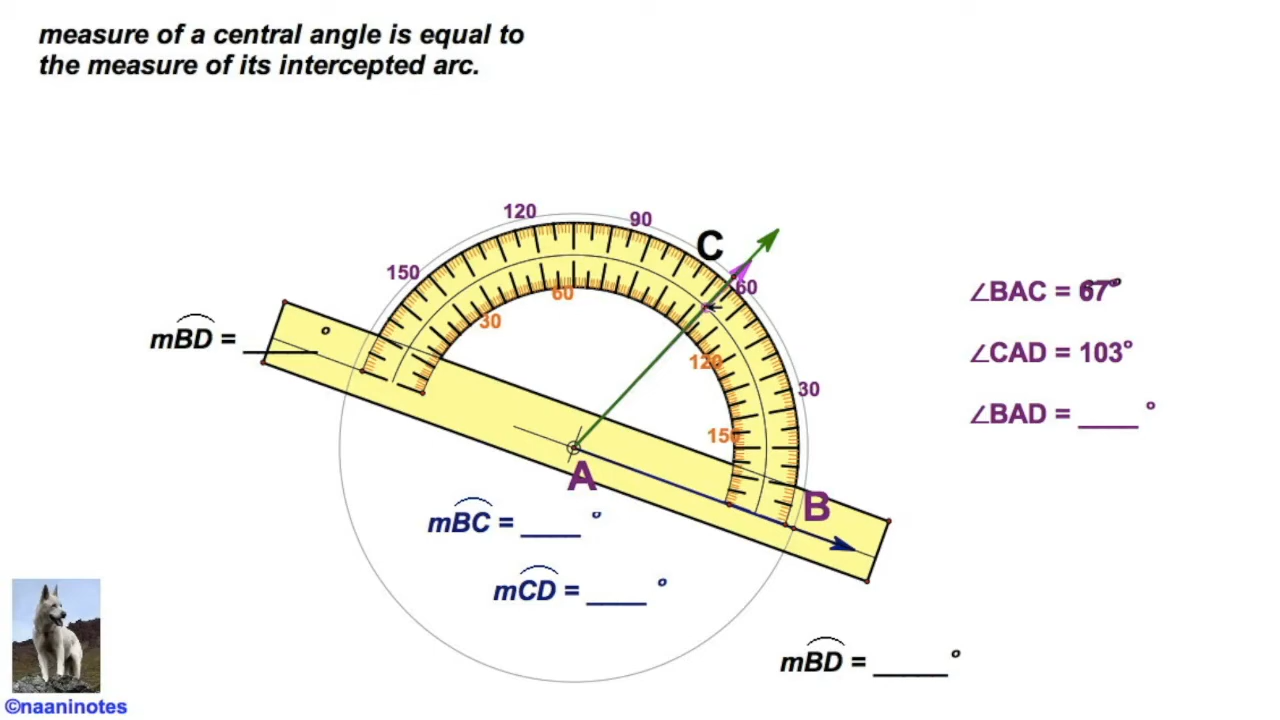 measure of a central angle is equal to
the measure of its intercepted arc.
120
90
C
150
60
∠BAC = 67°
60
30
mBD = _____ °
∠CAD = 103°
120
30
∠BAD = ____ °
150
A
B
mBC = ____ °
mCD = ____ °
mBD = _____ °
©naaninotes